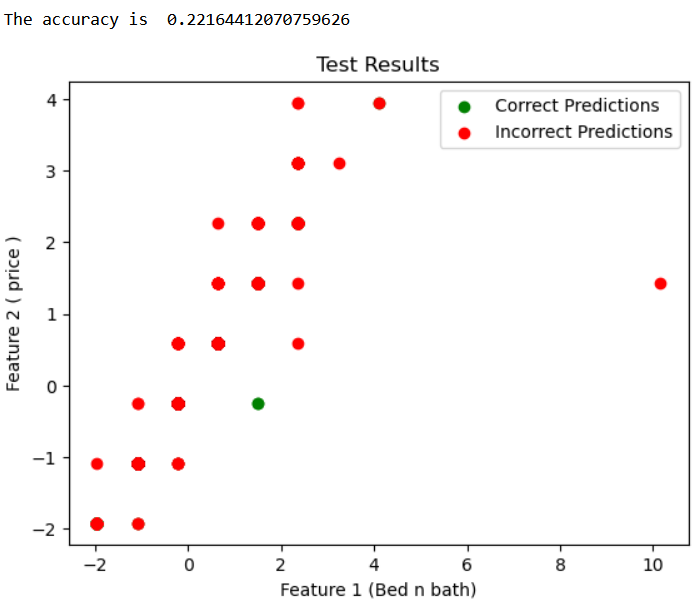 The accuracy is  0.22164412070759626
Test Results
Correct Predictions
Incorrect Predictions
4
3
2
1
0
−1
−2
Feature 2 ( price )
−2 0 2 4 6 8 10
Feature 1 (Bed n bath)